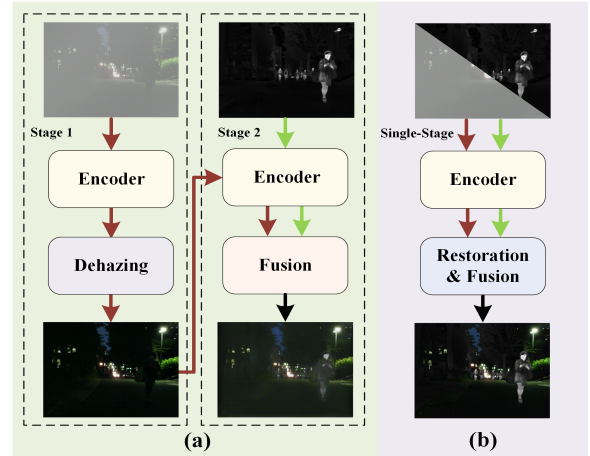 Stage 1
Encoder
Dehazing
Stage 2
Encoder
Fusion
(a)
Single-Stage
Encoder
Restoration
& Fusion
(b)